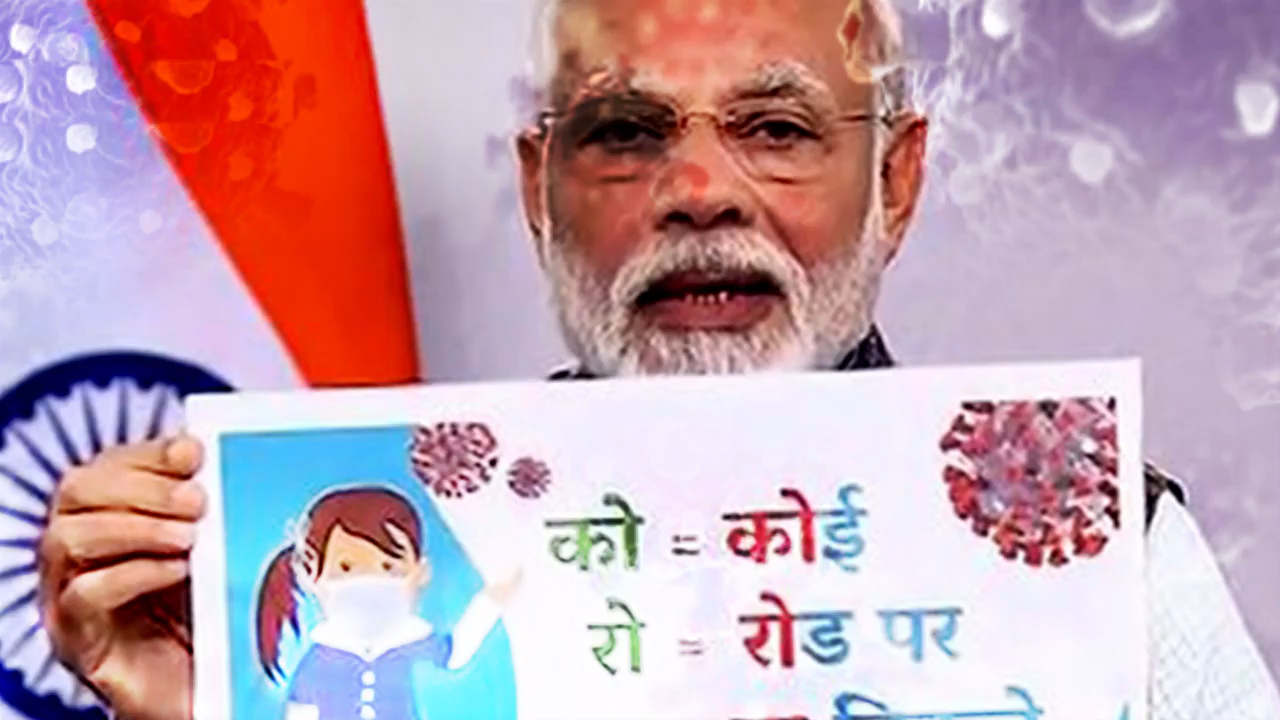 को = कोई
रो = रोड पर